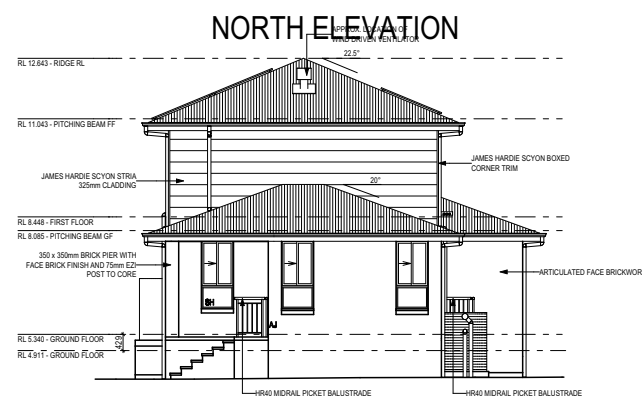 NORTH ELEVATION
APPROX. LOCATION OF
WIND DRIVEN VENTILATOR
22.5°
RL 12.643 - RIDGE RL
RL 11.043 - PITCHING BEAM FF
JAMES HARDIE SCYON BOXED
CORNER TRIM
JAMES HARDIE SCYON STRIA
325mm CLADDING
20°
RL 8.448 - FIRST FLOOR
RL 8.085 - PITCHING BEAM GF
350 x 350mm BRICK PIER WITH
FACE BRICK FINISH AND 75mm EZI
POST TO CORE
ARTICULATED FACE BRICKWOR
SH
AJ
RL 5.340 - GROUND FLOOR
429
RL 4.911 - GROUND FLOOR
HR40 MIDRAIL PICKET BALUSTRADE
HR40 MIDRAIL PICKET BALUSTRADE